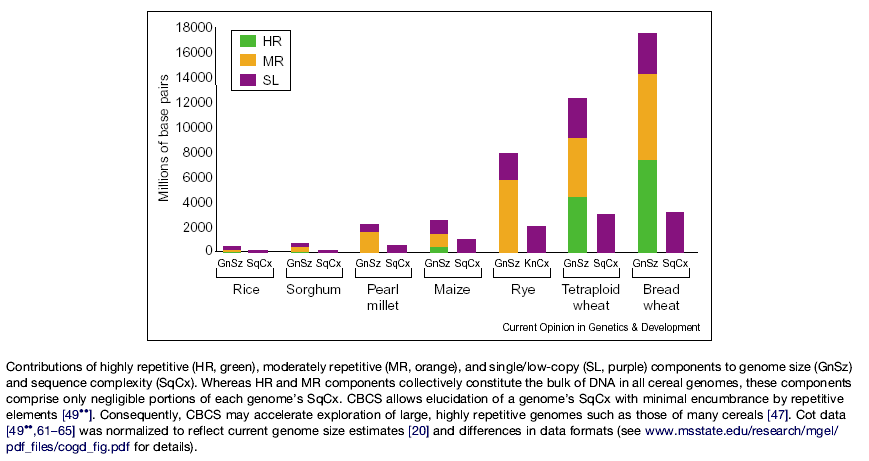 18000
16000
14000
12000
10000
8000
6000
4000
2000
0
Millions of base pairs
HR
MR
SL
GnSz SqCx GnSz SqCx GnSz SqCx GnSz SqCx GnSz KnCx GnSz SqCx GnSz SqCx
Rice Sorghum Pearl millet Maize Rye Tetraploid wheat Bread wheat
Current Opinion in Genetics & Development
Contributions of highly repetitive (HR, green), moderately repetitive (MR, orange), and single/low-copy (SL, purple) components to genome size (GnSz)
and sequence complexity (SqCx). Whereas HR and MR components collectively constitute the bulk of DNA in all cereal genomes, these components
comprise only negligible portions of each genome's SqCx. CBCS allows elucidation of a genome's SqCx with minimal encumbrance by repetitive
elements [49••]. Consequently, CBCS may accelerate exploration of large, highly repetitive genomes such as those of many cereals [47]. Cot data
[49••,61–65] was normalized to reflect current genome size estimates [20] and differences in data formats (see www.msstate.edu/research/mgel/
pdf_files/cogd_fig.pdf for details).